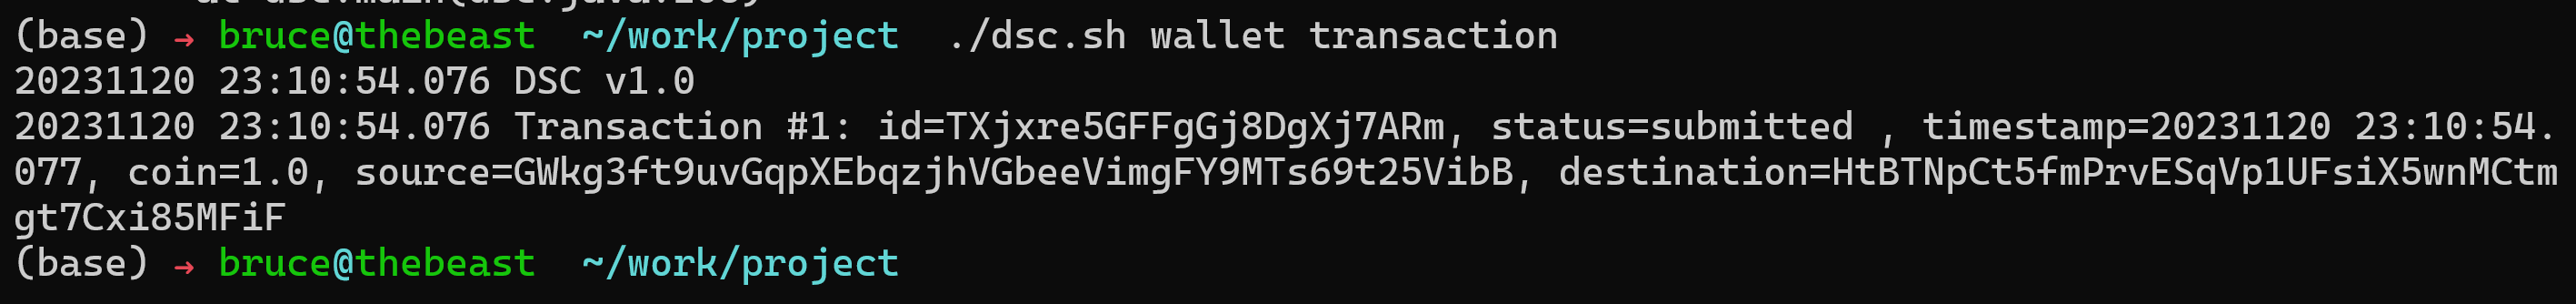 (base) → bruce@thebeast  ~/work/project  ./dsc.sh wallet transaction
20231120 23:10:54.076 DSC v1.0
20231120 23:10:54.076 Transaction #1: id=TXjxre5GFFgGj8DgXj7ARm, status=submitted , timestamp=20231120 23:10:54.
077, coin=1.0, source=GWkg3ft9uvGqpXEbqzjhVGbeeVimgFY9MTs69t25VibB, destination=HtBTNpCt5fmPrvESqVp1UFsiX5wnMCtm
gt7Cxi85MFiF
(base) → bruce@thebeast  ~/work/project